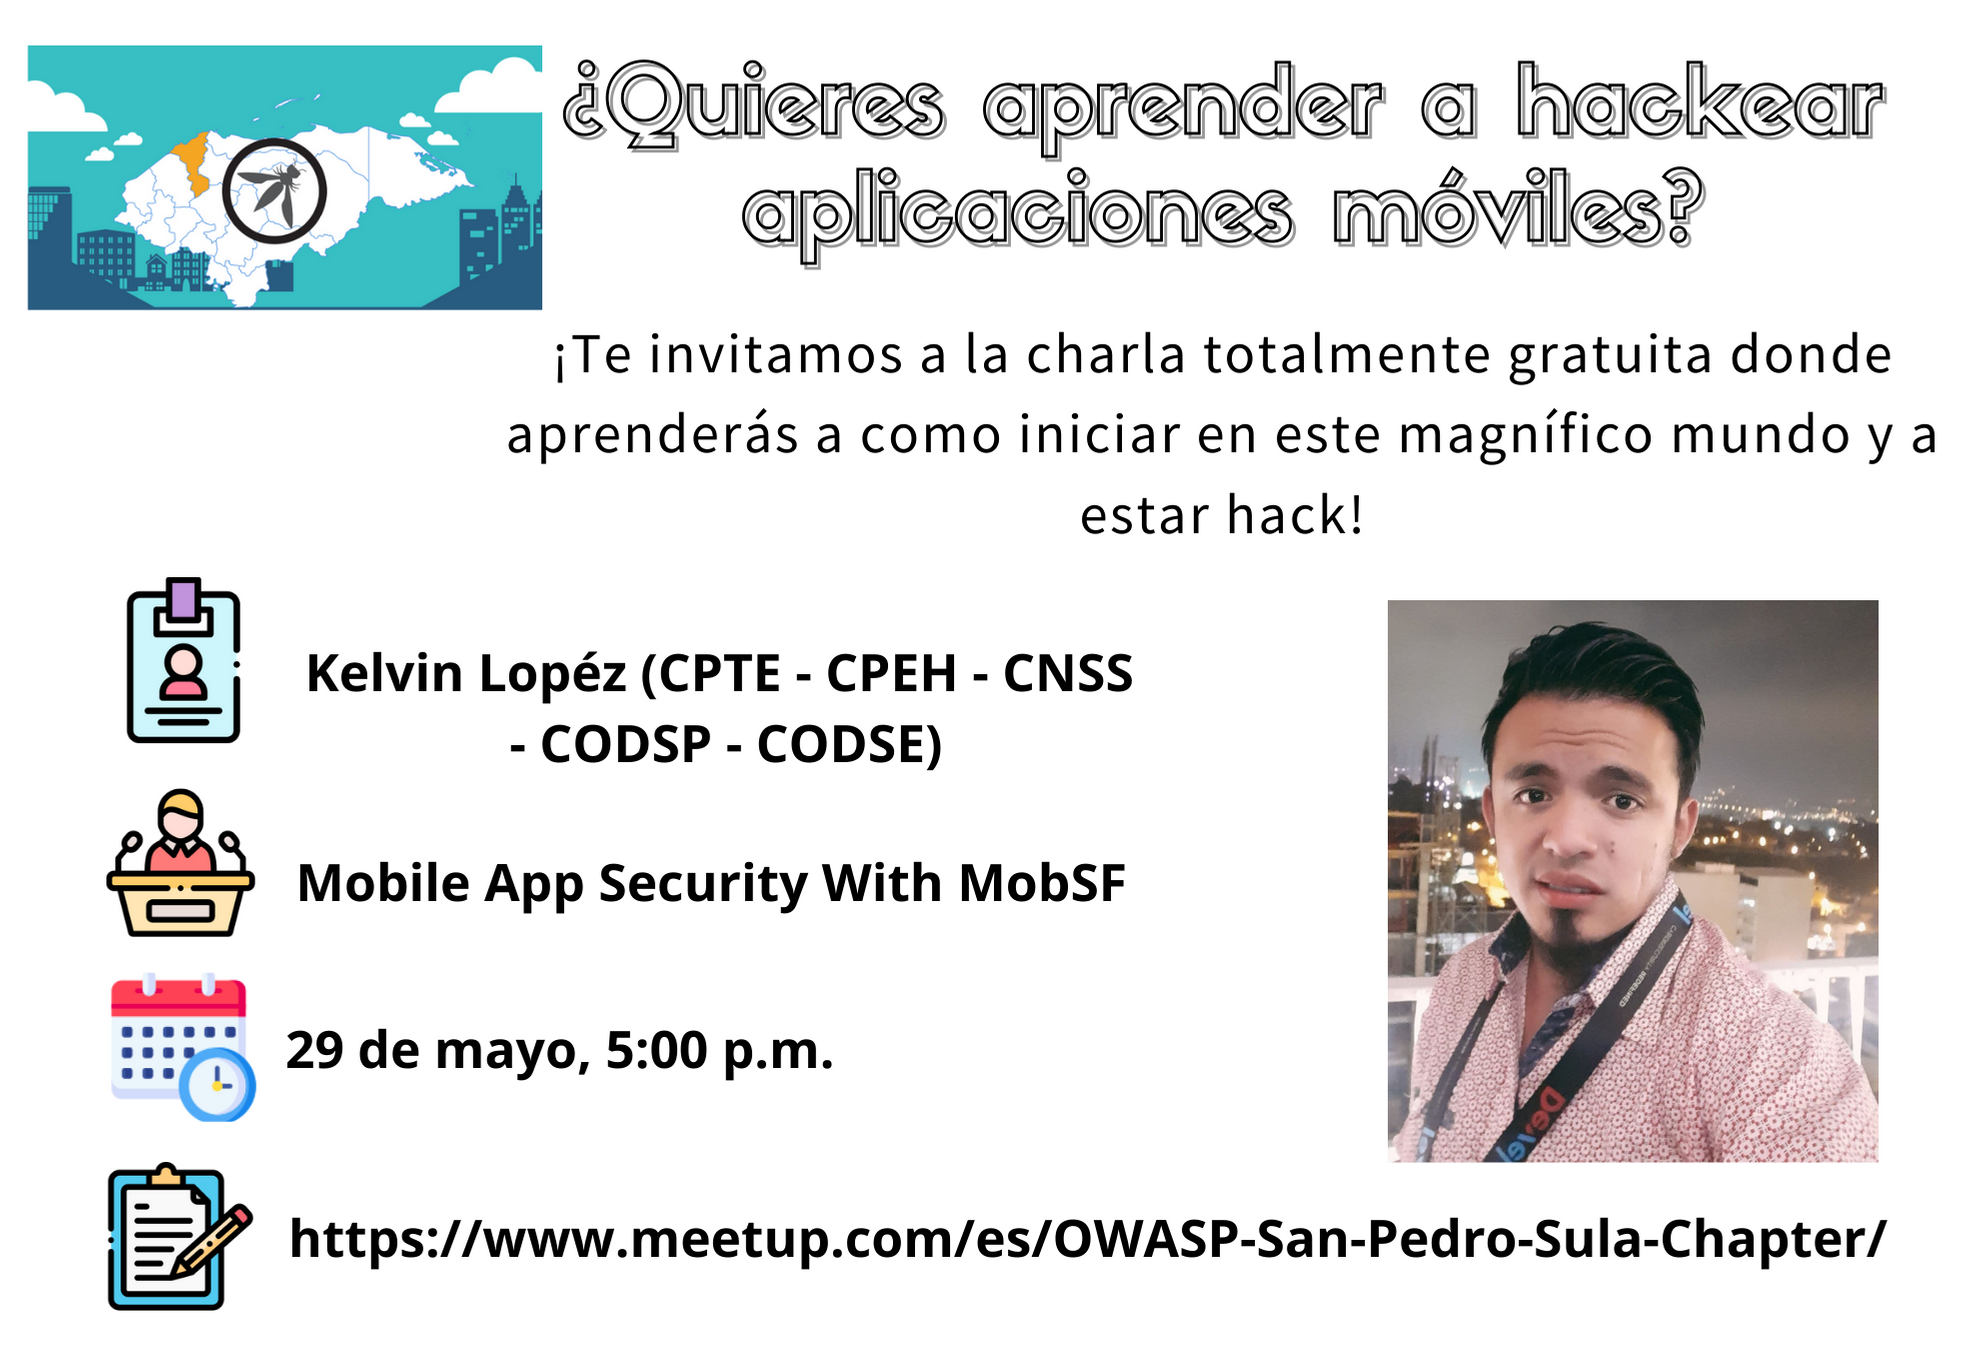 ¿Quieres aprender a hackear
aplicaciones móviles?
¡Te invitamos a la charla totalmente gratuita donde
aprenderás a como iniciar en este magnífico mundo y a
estar hack!
Kelvin Lopéz (CPTE - CPEH - CNSS
- CODSP - CODSE)
Mobile App Security With MobSF
29 de mayo, 5:00 p.m.
https://www.meetup.com/es/OWASP-San-Pedro-Sula-Chapter/